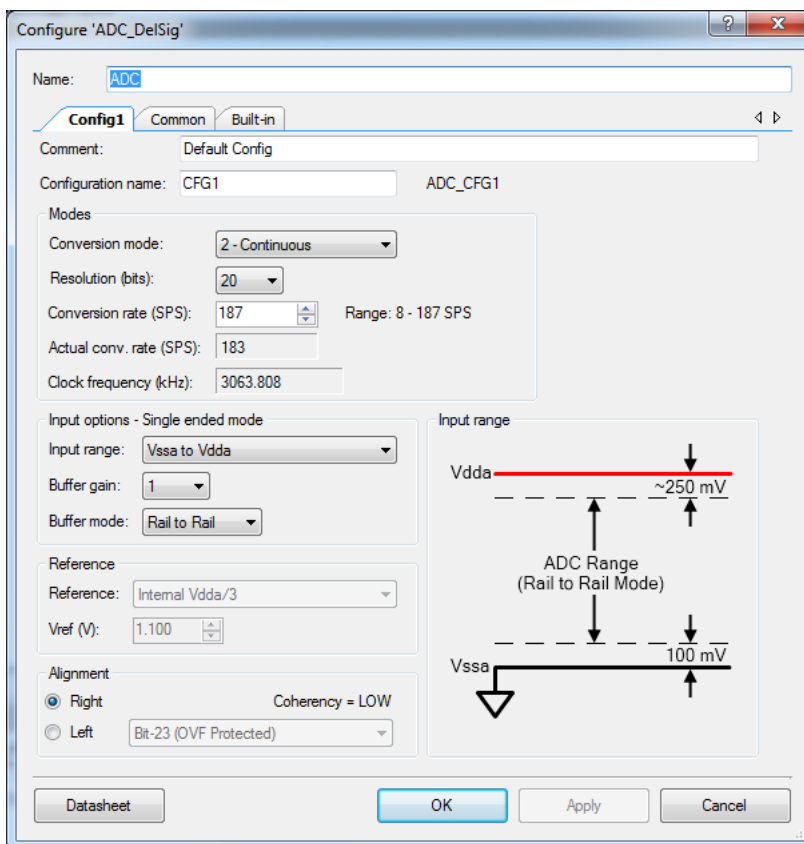 Configure 'ADC_DelSig'
Name: ADC
Config1 Common Built-in
Comment: Default Config
Configuration name: CFG1 ADC_CFG1
Modes
Conversion mode: 2 - Continuous
Resolution (bits): 20
Conversion rate (SPS): 187 Range: 8 - 187 SPS
Actual conv. rate (SPS): 183
Clock frequency (kHz): 3063.808
Input options - Single ended mode
Input range: Vssa to Vdda
Buffer gain: 1
Buffer mode: Rail to Rail
Input range
Vdda
~250 mV
ADC Range
(Rail to Rail Mode)
100 mV
Vssa
Reference
Reference: Internal Vdda/3
Vref (V): 1.100
Alignment
Right Coherency = LOW
Left Bit-23 (OVF Protected)
Datasheet OK Apply Cancel